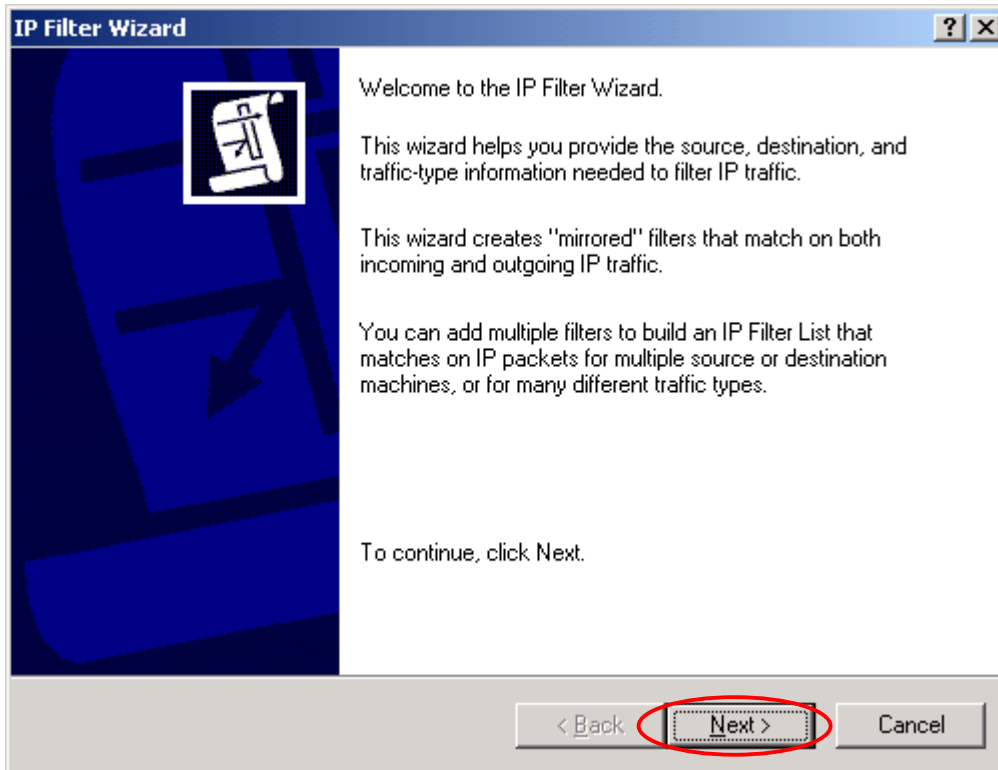 IP Filter Wizard
Welcome to the IP Filter Wizard.
This wizard helps you provide the source, destination, and
traffic-type information needed to filter IP traffic.
This wizard creates "mirrored" filters that match on both
incoming and outgoing IP traffic.
You can add multiple filters to build an IP Filter List that
matches on IP packets for multiple source or destination
machines, or for many different traffic types.
To continue, click Next.
< Back
Next >
Cancel